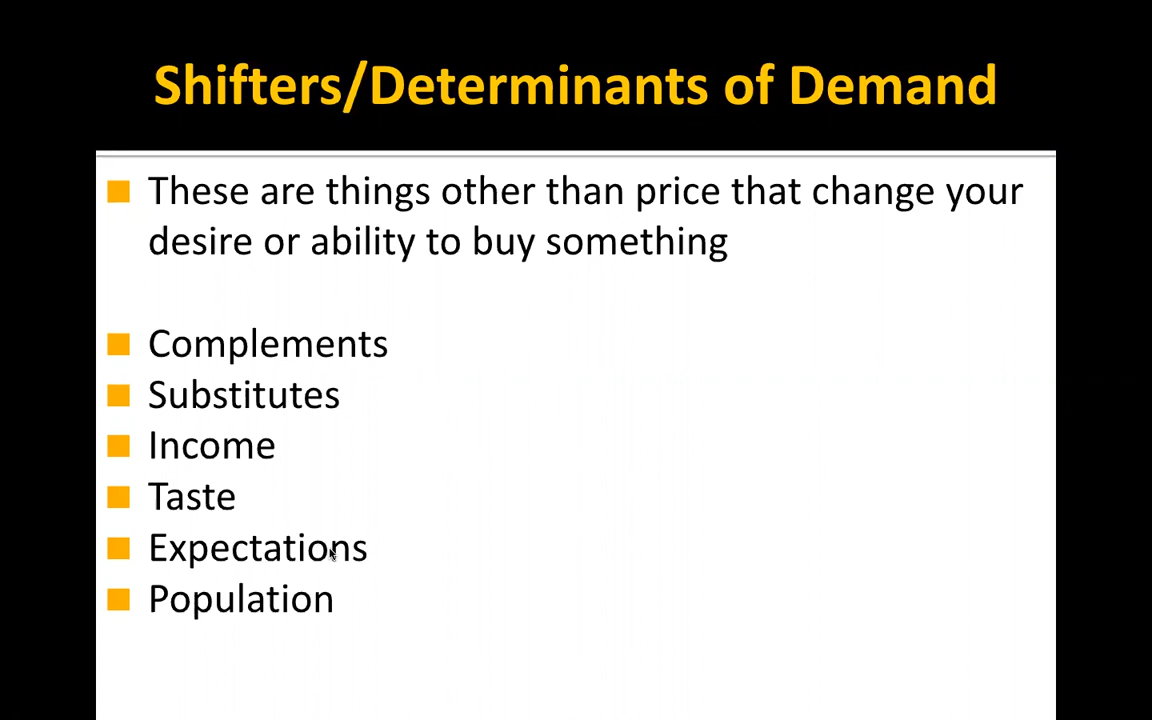 Shifters/Determinants of Demand
These are things other than price that change your
desire or ability to buy something
Complements
Substitutes
Income
Taste
Expectations
Population